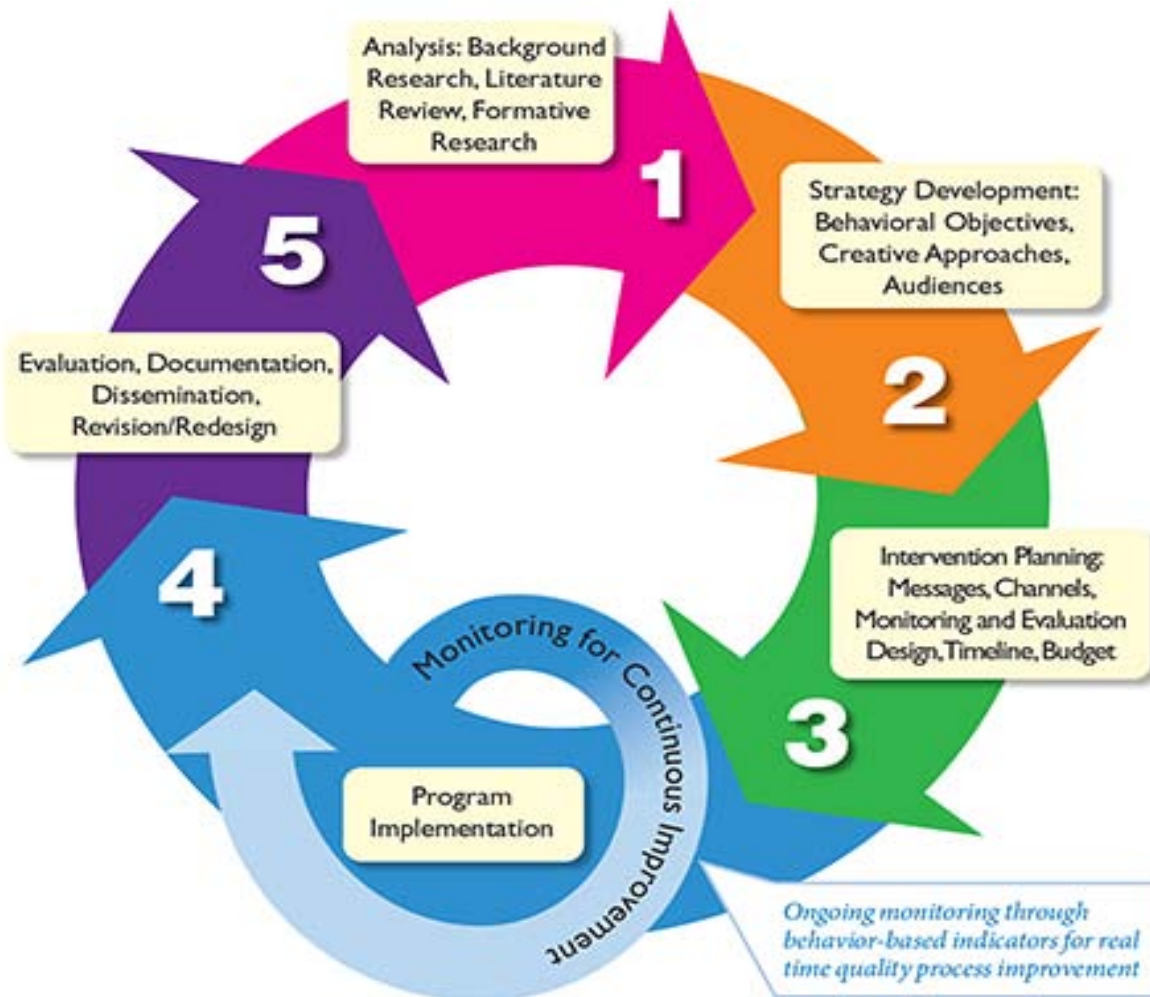 Analysis: Background
Research, Literature
Review, Formative
Research
1
Strategy Development:
Behavioral Objectives,
Creative Approaches,
Audiences
2
Intervention Planning:
Messages, Channels,
Monitoring and Evaluation
Design, Timeline, Budget
3
Monitoring for Continuous Improvement
Program
Implementation
Ongoing monitoring through
behavior-based indicators for real
time quality process improvement
4
Evaluation, Documentation,
Dissemination,
Revision/Redesign
5